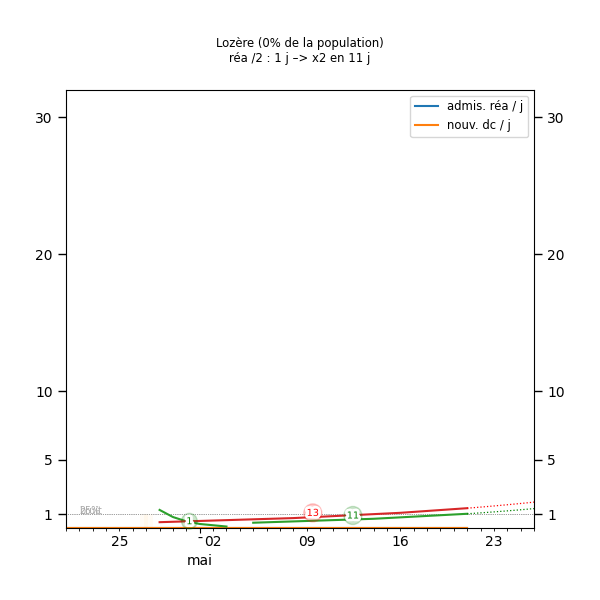 Lozère (0% de la population)
réa /2 : 1 j –> x2 en 11 j
admis. réa / j
nouv. dc / j
30 30
20 20
10 10
5 5
1 1
13
11
1
25 02 09 16 23
mai